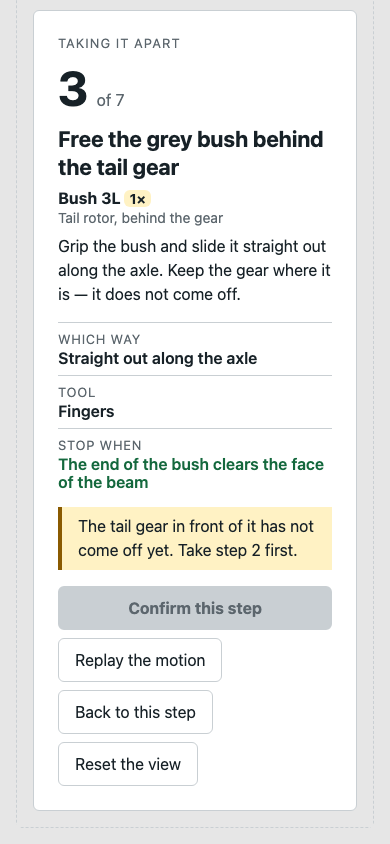 TAKING IT APART
3 of 7
Free the grey bush behind
the tail gear
Bush 3L 1×
Tail rotor, behind the gear
Grip the bush and slide it straight out
along the axle. Keep the gear where it
is — it does not come off.
WHICH WAY
Straight out along the axle
TOOL
Fingers
STOP WHEN
The end of the bush clears the face
of the beam
The tail gear in front of it has not
come off yet. Take step 2 first.
Confirm this step
Replay the motion
Back to this step
Reset the view